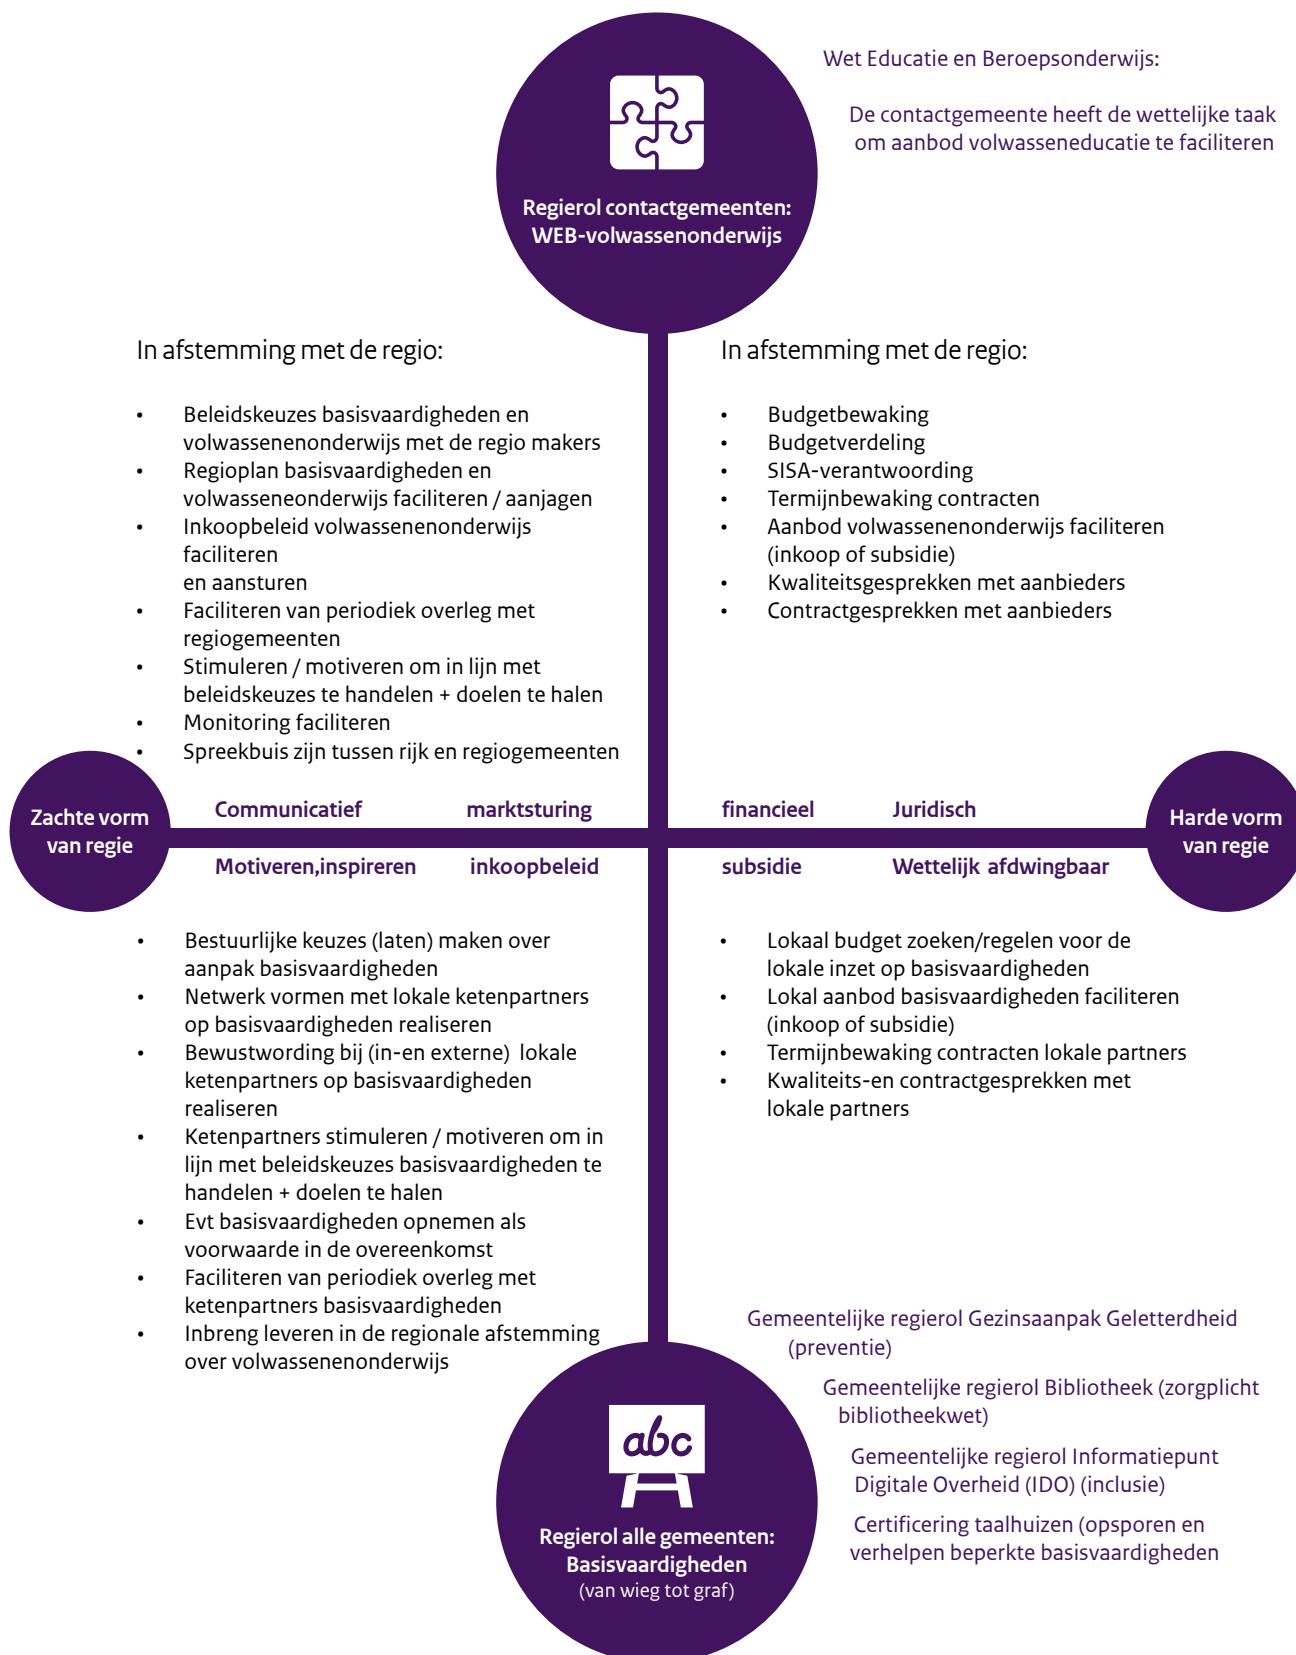 Wet Educatie en Beroepsonderwijs:
De contactgemeente heeft de wettelijke taak
om aanbod volwasseneducatie te faciliteren
Regierol contactgemeenten:
WEB-volwassenonderwijs
In afstemming met de regio:
• Beleidskeuzes basisvaardigheden en
volwassenenonderwijs met de regio makers
• Regioplan basisvaardigheden en
volwasseneonderwijs faciliteren / aanjagen
• Inkoopbeleid volwassenenonderwijs
faciliteren
en aansturen
• Faciliteren van periodiek overleg met
regiogemeenten
• Stimuleren / motiveren om in lijn met
beleidskeuzes te handelen + doelen te halen
• Monitoring faciliteren
• Spreekbuis zijn tussen rijk en regiogemeenten
In afstemming met de regio:
• Budgetbewaking
• Budgetverdeling
• SISA-verantwoording
• Termijnbewaking contracten
• Aanbod volwassenenonderwijs faciliteren
(inkoop of subsidie)
• Kwaliteitsgesprekken met aanbieders
• Contractgesprekken met aanbieders
Zachte vorm
van regie
Communicatief marktsturing financieel Juridisch
Motiveren,inspireren inkoopbeleid subsidie Wettelijk afdwingbaar
Harde vorm
van regie
• Bestuurlijke keuzes (laten) maken over
aanpak basisvaardigheden
• Netwerk vormen met lokale ketenpartners
op basisvaardigheden realiseren
• Bewustwording bij (in-en externe) lokale
ketenpartners op basisvaardigheden
realiseren
• Ketenpartners stimuleren / motiveren om in
lijn met beleidskeuzes basisvaardigheden te
handelen + doelen te halen
• Evt basisvaardigheden opnemen als
voorwaarde in de overeenkomst
• Faciliteren van periodiek overleg met
ketenpartners basisvaardigheden
• Inbreng leveren in de regionale afstemming
over volwassenenonderwijs
• Lokaal budget zoeken/regelen voor de
lokale inzet op basisvaardigheden
• Lokal aanbod basisvaardigheden faciliteren
(inkoop of subsidie)
• Termijnbewaking contracten lokale partners
• Kwaliteits-en contractgesprekken met
lokale partners
Gemeentelijke regierol Gezinsaanpak Geletterdheid
(preventie)
Gemeentelijke regierol Bibliotheek (zorgplicht
bibliotheekwet)
Gemeentelijke regierol Informatiepunt
Digitale Overheid (IDO) (inclusie)
Certificering taalhuizen (opsporen en
verhelpen beperkte basisvaardigheden
abc
Regierol alle gemeenten:
Basisvaardigheden
(van wieg tot graf)